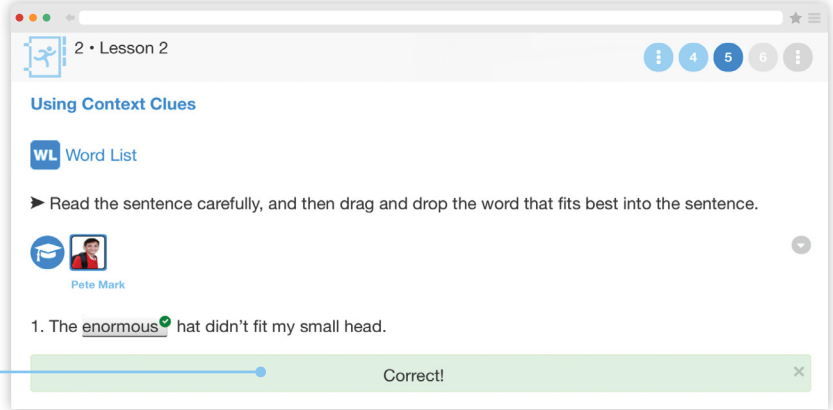 2 • Lesson 2
4 5 6
Using Context Clues
WL Word List
➤ Read the sentence carefully, and then drag and drop the word that fits best into the sentence.
Pete Mark
1. The enormous hat didn’t fit my small head.
Correct!